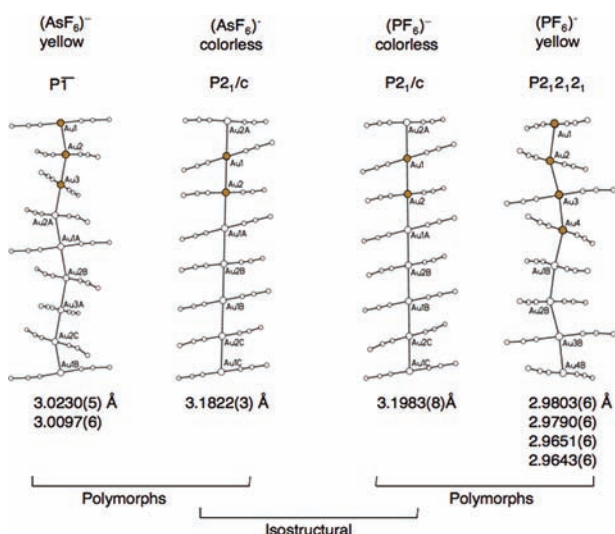 (AsF₆)⁻
yellow
P1̅
Au1
Au2
Au3
Au2A
Au1A
Au2B
Au3A
Au2C
Au1B
3.0230(5) Å
3.0097(6)
(AsF₆)⁻
colorless
P2₁/c
Au2A
Au1
Au2
Au1A
Au2B
Au1B
Au2C
Au1C
3.1822(3) Å
(PF₆)⁻
colorless
P2₁/c
Au2A
Au1
Au2
Au1A
Au2B
Au1B
Au2C
Au1C
3.1983(8)Å
(PF₆)⁻
yellow
P2₁2₁2₁
Au1
Au2
Au3
Au4
Au1B
Au2B
Au3B
Au4B
2.9803(6) Å
2.9790(6)
2.9651(6)
2.9643(6)
Polymorphs
Polymorphs
Isostructural